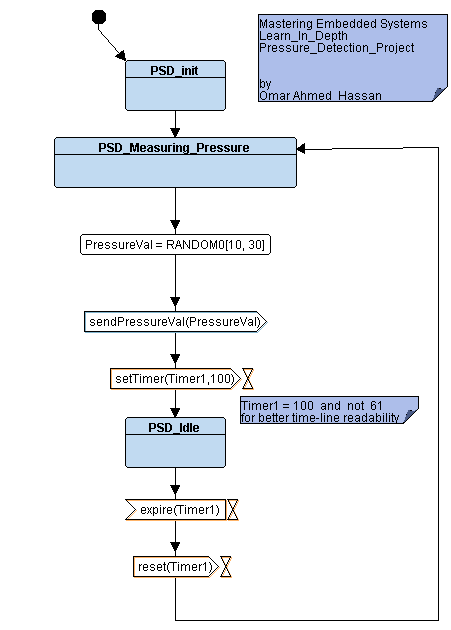 Mastering Embedded Systems
Learn_In_Depth
Pressure_Detection_Project
by
Omar Ahmed Hassan
PSD_init
PSD_Measuring_Pressure
PressureVal = RANDOM0[10, 30]
sendPressureVal(PressureVal)
setTimer(Timer1,100)
Timer1 = 100 and not 61
for better time-line readability
PSD_Idle
expire(Timer1)
reset(Timer1)